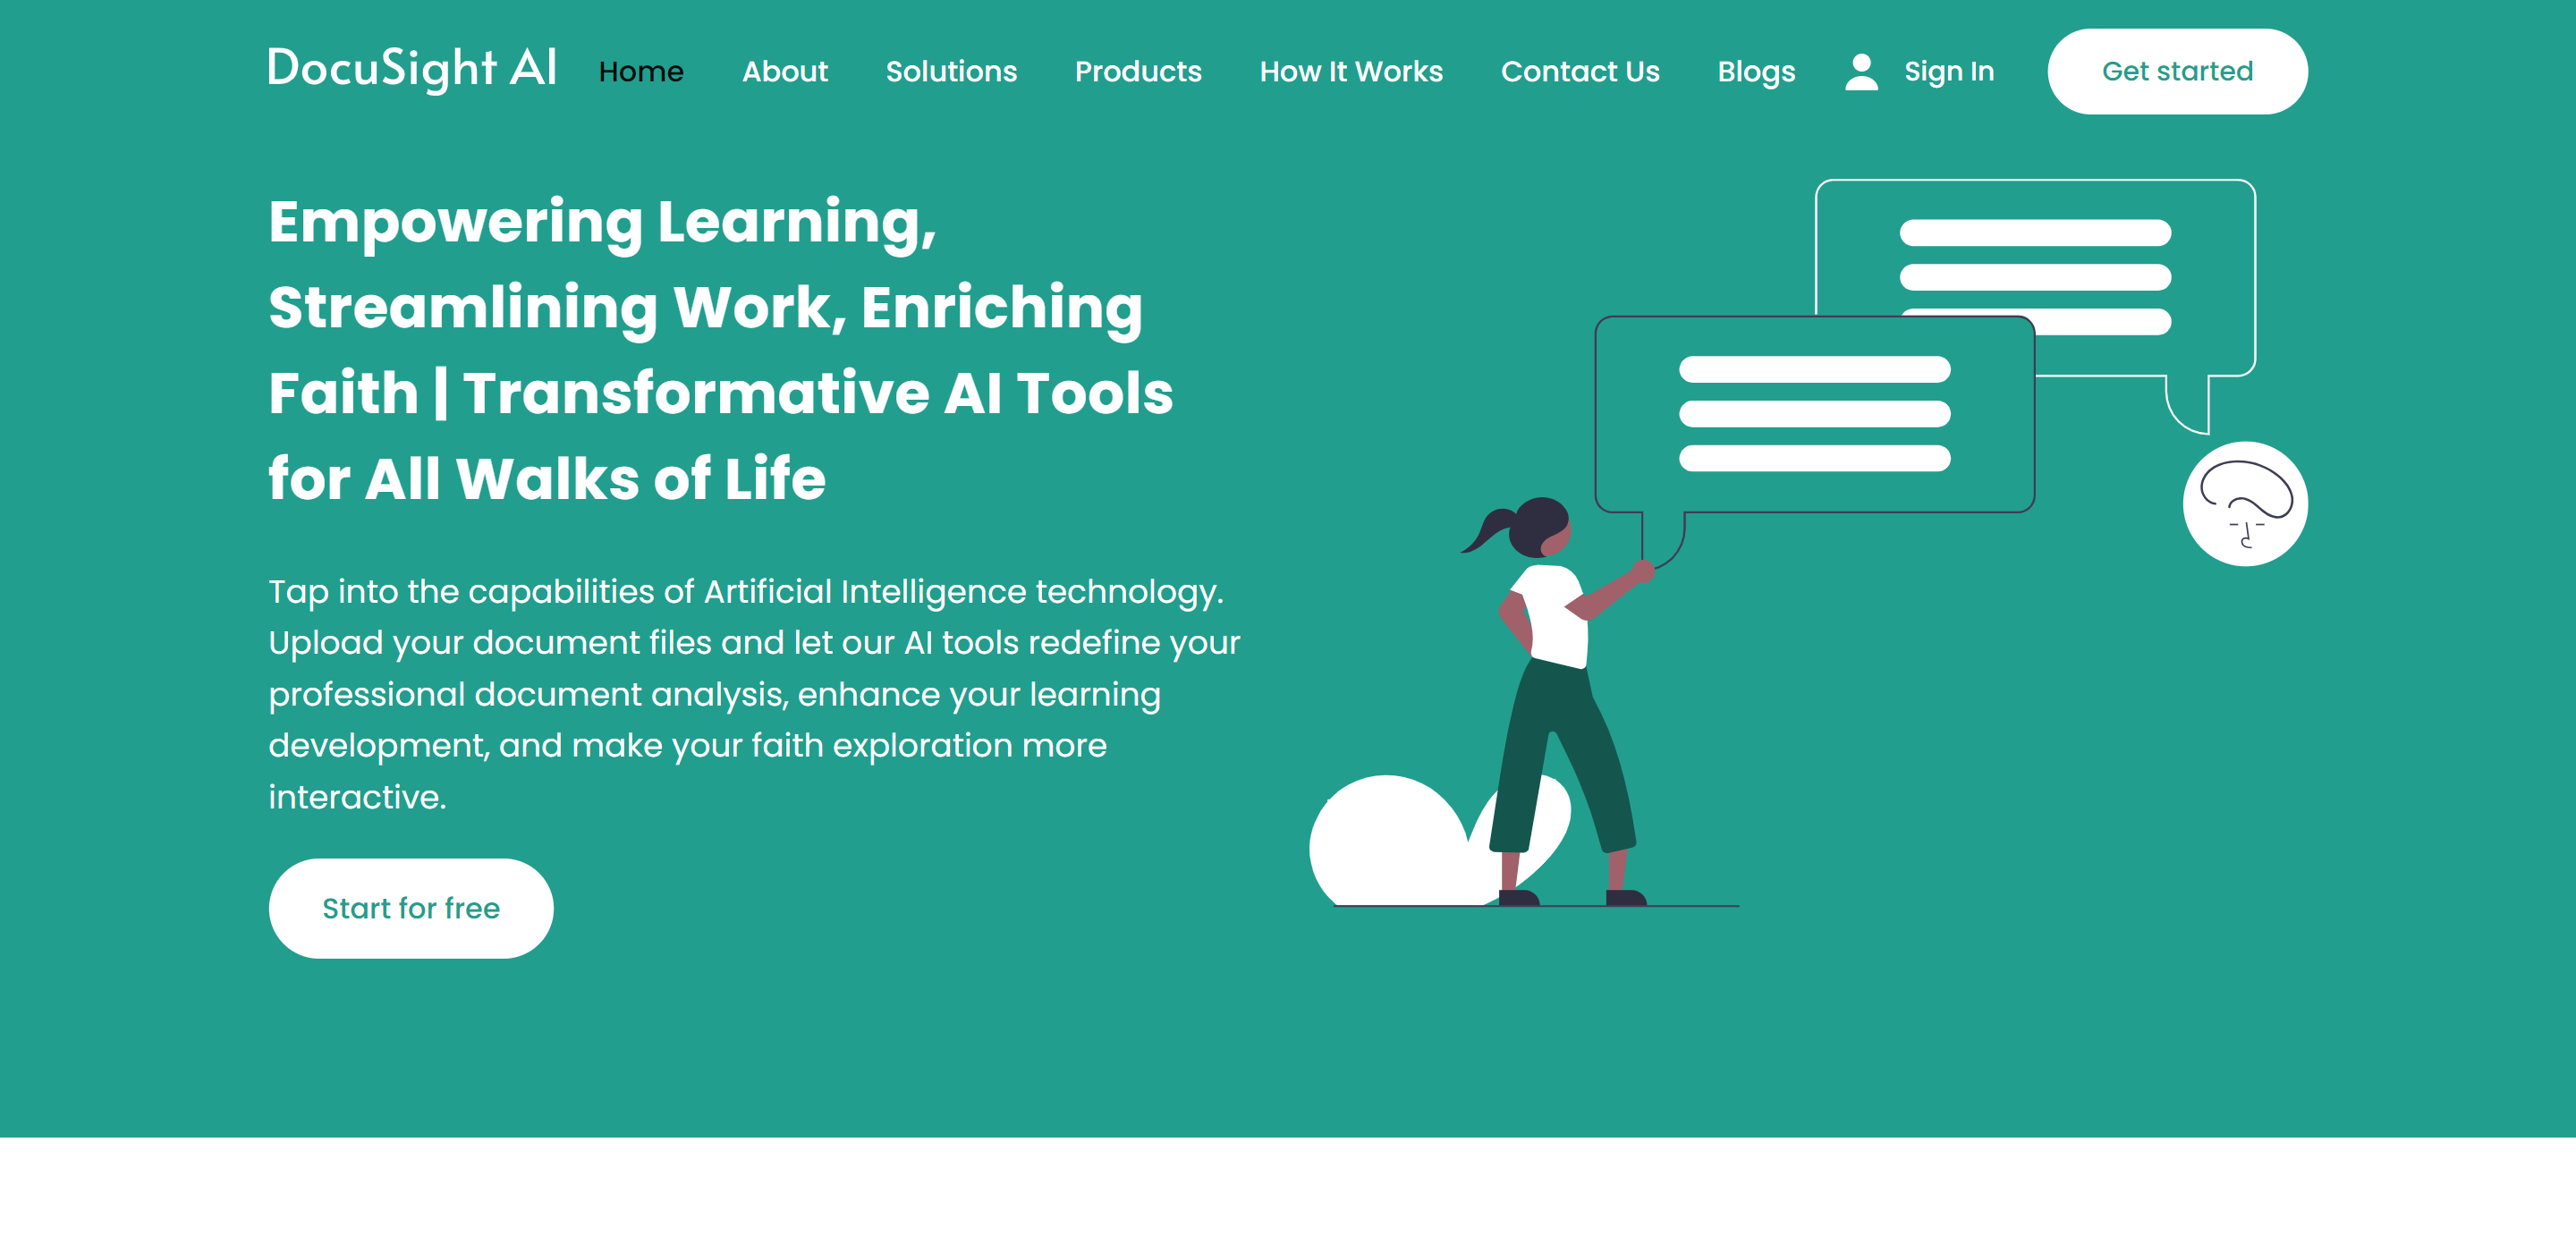 DocuSight AI
Home
About
Solutions
Products
How It Works
Contact Us
Blogs
Sign In
Get started
Empowering Learning,
Streamlining Work, Enriching
Faith | Transformative AI Tools
for All Walks of Life
Tap into the capabilities of Artificial Intelligence technology.
Upload your document files and let our AI tools redefine your
professional document analysis, enhance your learning
development, and make your faith exploration more
interactive.
Start for free